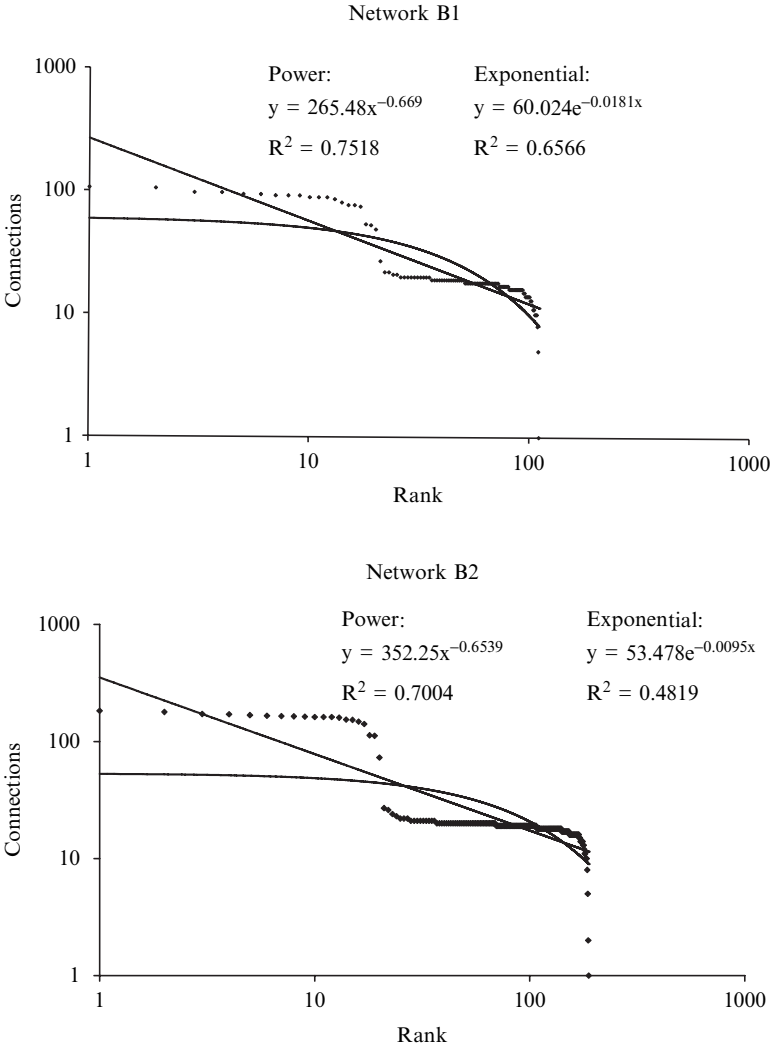 Network B1
Power: Exponential:
y = 265.48x^−0.669 y = 60.024e^−0.0181x
R^2 = 0.7518 R^2 = 0.6566
1000
100
10
1
Connections
1 10 100 1000
Rank
Network B2
Power: Exponential:
y = 352.25x^−0.6539 y = 53.478e^−0.0095x
R^2 = 0.7004 R^2 = 0.4819
1000
100
10
1
Connections
1 10 100 1000
Rank